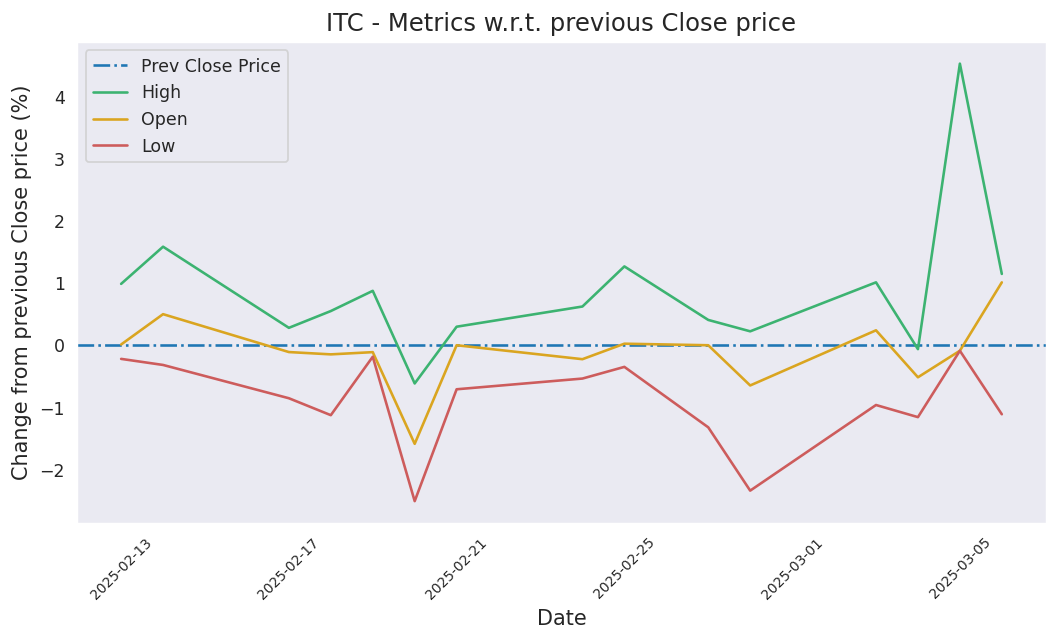 ITC - Metrics w.r.t. previous Close price
Prev Close Price
High
Open
Low
Change from previous Close price (%)
4
3
2
1
0
−1
−2
2025-02-13
2025-02-17
2025-02-21
2025-02-25
2025-03-01
2025-03-05
Date